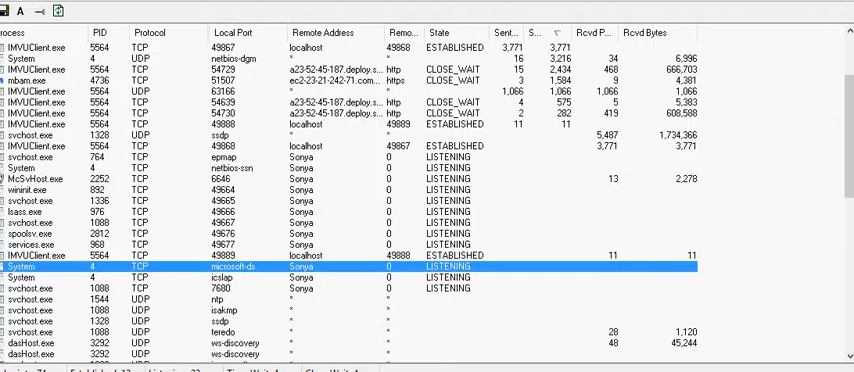 rocess PID Protocol Local Port Remote Address Remo... State Sent... S... Rcvd P... Rcvd Bytes
IMVUClient.exe 5564 TCP 49867 localhost 49868 ESTABLISHED 3,771 3,771
System 4 UDP netbios-dgm * * 16 3,216 34 6,996
IMVUClient.exe 5564 TCP 54729 a23-52-45-187.deploy.s... http CLOSE_WAIT 15 2,434 468 666,703
mbam.exe 4736 TCP 51507 ec2-23-21-242-71.com... https CLOSE_WAIT 3 1,584 9 4,381
IMVUClient.exe 5564 UDP 63166 * * 1,066 1,066 1,066 1,066
IMVUClient.exe 5564 TCP 54639 a23-52-45-187.deploy.s... http CLOSE_WAIT 4 575 5 5,383
IMVUClient.exe 5564 TCP 54730 a23-52-45-187.deploy.s... http CLOSE_WAIT 2 282 419 608,588
IMVUClient.exe 5564 TCP 49888 localhost 49889 ESTABLISHED 11 11
svchost.exe 1328 UDP ssdp * * 5,487 1,734,366
IMVUClient.exe 5564 TCP 49868 localhost 49867 ESTABLISHED 3,771 3,771
svchost.exe 764 TCP epmap Sonya 0 LISTENING
System 4 TCP netbios-ssn Sonya 0 LISTENING
McSvHost.exe 2252 TCP 6646 Sonya 0 LISTENING 13 2,278
wininit.exe 892 TCP 49664 Sonya 0 LISTENING
svchost.exe 1336 TCP 49665 Sonya 0 LISTENING
lsass.exe 976 TCP 49666 Sonya 0 LISTENING
svchost.exe 1088 TCP 49667 Sonya 0 LISTENING
spoolsv.exe 2812 TCP 49676 Sonya 0 LISTENING
services.exe 968 TCP 49677 Sonya 0 LISTENING
IMVUClient.exe 5564 TCP 49889 localhost 49888 ESTABLISHED 11 11
System 4 TCP microsoft-ds Sonya 0 LISTENING
System 4 TCP icslap Sonya 0 LISTENING
svchost.exe 1088 TCP 7680 Sonya 0 LISTENING
svchost.exe 1544 UDP ntp * *
svchost.exe 1088 UDP isakmp * *
svchost.exe 1328 UDP ssdp * *
svchost.exe 1088 UDP teredo * * 28 1,120
dasHost.exe 3292 UDP ws-discovery * * 48 45,244
dasHost.exe 3292 UDP ws-discovery * *